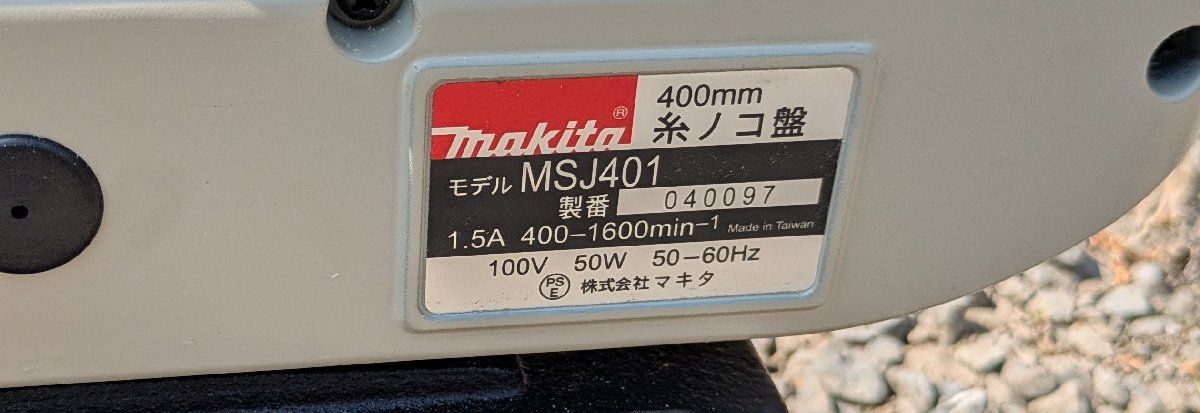 makita®
400mm
糸ノコ盤
モデル MSJ401
製番 040097
1.5A 400-1600min-1 Made in Taiwan
100V 50W 50-60Hz
PSE 株式会社マキタ